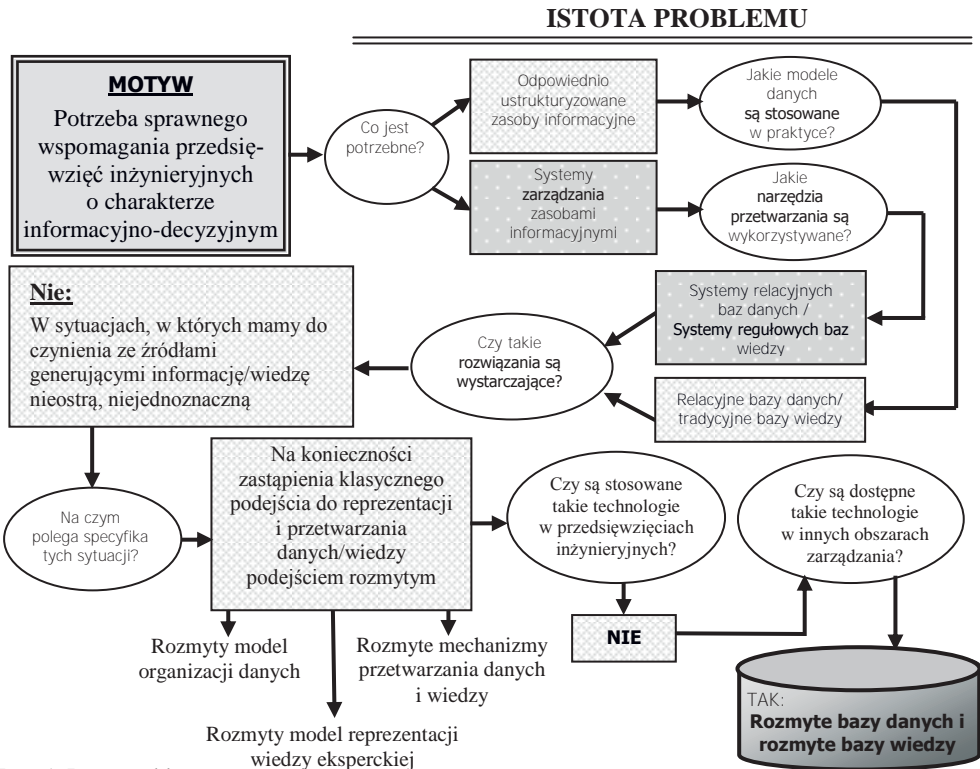 ISTOTA PROBLEMU
MOTYW
Potrzeba sprawnego
wspomagania przedsię-
wzięć inżynieryjnych
o charakterze
informacyjno-decyzyjnym
Co jest
potrzebne?
Odpowiednio
ustrukturyzowane
zasoby informacyjne
Jakie modele
danych
są stosowane
w praktyce?
Systemy
zarządzania
zasobami
informacyjnymi
Jakie
narzędzia
przetwarzania są
wykorzystywane?
Systemy relacyjnych
baz danych /
Systemy regułowych baz
wiedzy
Relacyjne bazy danych/
tradycyjne bazy wiedzy
Czy takie
rozwiązania są
wystarczające?
Nie:
W sytuacjach, w których mamy do
czynienia ze źródłami
generującymi informację/wiedzę
nieostrą, niejednoznaczną
Na czym
polega specyfika
tych sytuacji?
Na konieczności
zastąpienia klasycznego
podejścia do reprezentacji
i przetwarzania
danych/wiedzy
podejściem rozmytym
Rozmyty model
organizacji danych
Rozmyty model reprezentacji
wiedzy eksperckiej
Rozmyte mechanizmy
przetwarzania danych
i wiedzy
Czy są stosowane
takie technologie
w przedsięwzięciach
inżynieryjnych?
NIE
Czy są dostępne
takie technologie
w innych obszarach
zarządzania?
TAK:
Rozmyte bazy danych i
rozmyte bazy wiedzy